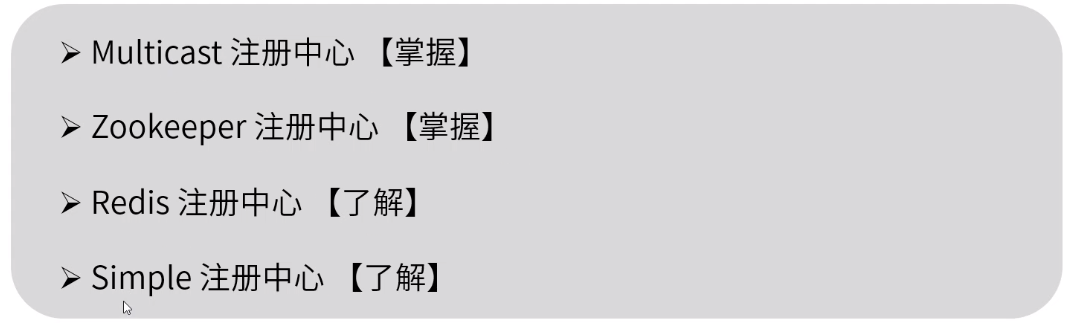 ➢ Multicast 注册中心 【掌握】
➢ Zookeeper 注册中心 【掌握】
➢ Redis 注册中心 【了解】
➢ Simple 注册中心 【了解】